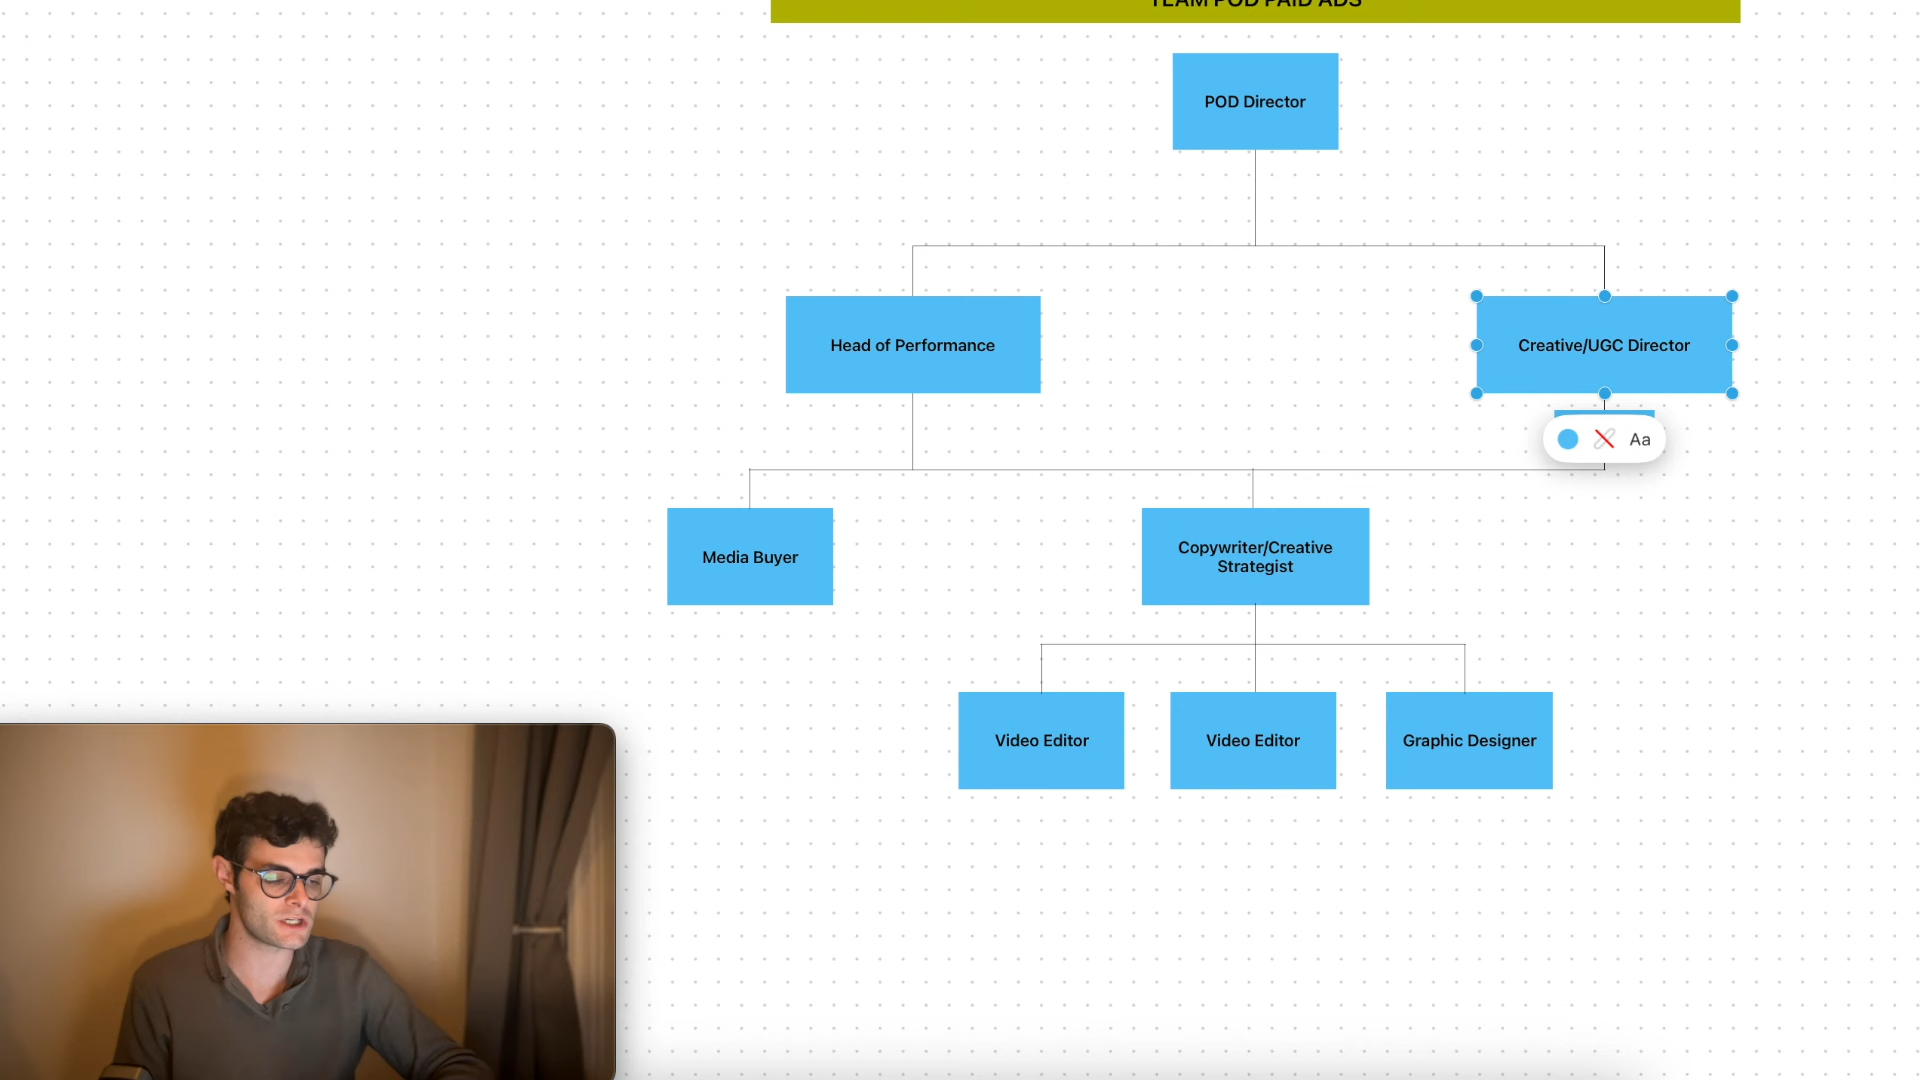 TEAM POD PAID ADS
POD Director
Head of Performance
Creative/UGC Director
Aa
Media Buyer
Copywriter/Creative
Strategist
Video Editor
Video Editor
Graphic Designer